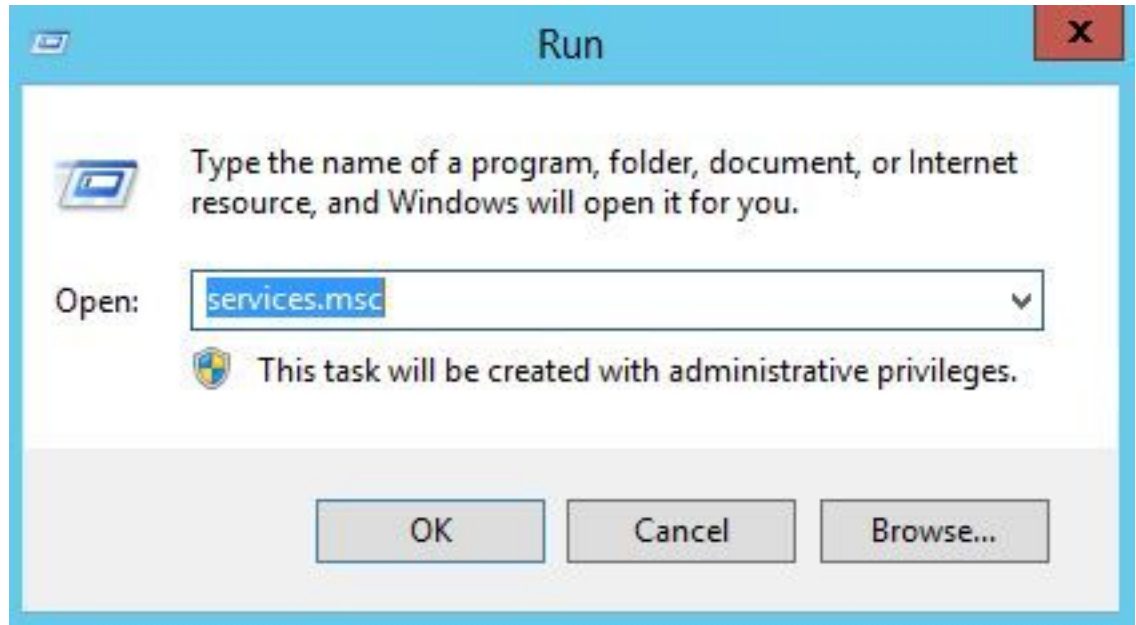 Run
x
Type the name of a program, folder, document, or Internet
resource, and Windows will open it for you.
Open: services.msc
This task will be created with administrative privileges.
OK Cancel Browse...